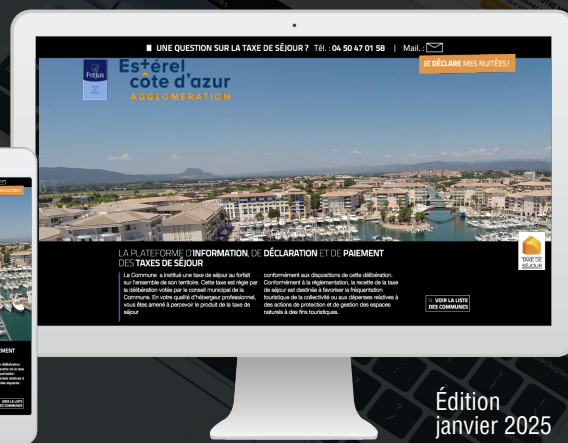 UNE QUESTION SUR LA TAXE DE SÉJOUR ? Tél. : 04 50 47 01 58 | Mail. :
JE DÉCLARE MES NUITÉES !
Fréjus
Estérel
côte d'azur
AGGLOMERATION
LA PLATEFORME D'INFORMATION, DE DÉCLARATION ET DE PAIEMENT
DES TAXES DE SÉJOUR
La Commune a institué une taxe de séjour au forfait
sur l'ensemble de son territoire. Cette taxe est régie par
la délibération votée par le conseil municipal de la
Commune. En votre qualité d'hébergeur professionnel,
vous êtes amené à percevoir le produit de la taxe de
séjour
conformément aux dispositions de cette délibération.
Conformément à la réglementation, la recette de la taxe
de séjour est destinée à favoriser la fréquentation
touristique de la collectivité ou aux dépenses relatives à
des actions de protection et de gestion des espaces
naturels à des fins touristiques.
TAXE DE
SÉJOUR
VOIR LA LISTE
DES COMMUNES
Édition
janvier 2025